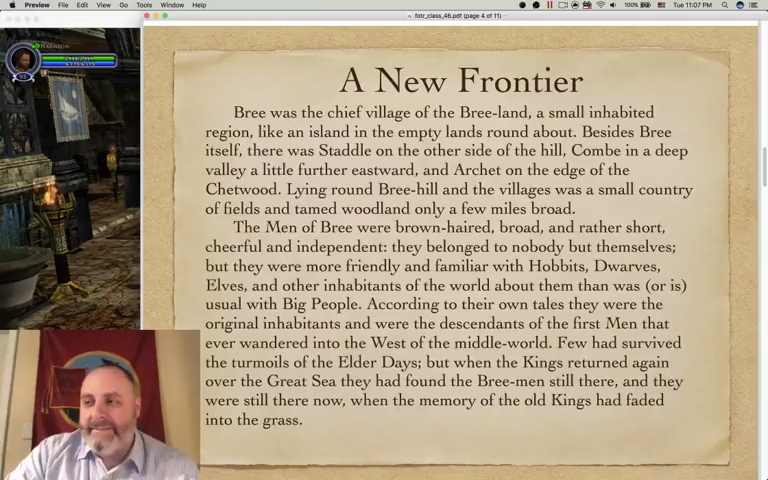 Preview File Edit View Go Tools Window Help
100% Tue 11:07 PM
fotr_class_46.pdf (page 4 of 11)
A New Frontier
Bree was the chief village of the Bree-land, a small inhabited
region, like an island in the empty lands round about. Besides Bree
itself, there was Staddle on the other side of the hill, Combe in a deep
valley a little further eastward, and Archet on the edge of the
Chetwood. Lying round Bree-hill and the villages was a small country
of fields and tamed woodland only a few miles broad.
The Men of Bree were brown-haired, broad, and rather short,
cheerful and independent: they belonged to nobody but themselves;
but they were more friendly and familiar with Hobbits, Dwarves,
Elves, and other inhabitants of the world about them than was (or is)
usual with Big People. According to their own tales they were the
original inhabitants and were the descendants of the first Men that
ever wandered into the West of the middle-world. Few had survived
the turmoils of the Elder Days; but when the Kings returned again
over the Great Sea they had found the Bree-men still there, and they
were still there now, when the memory of the old Kings had faded
into the grass.